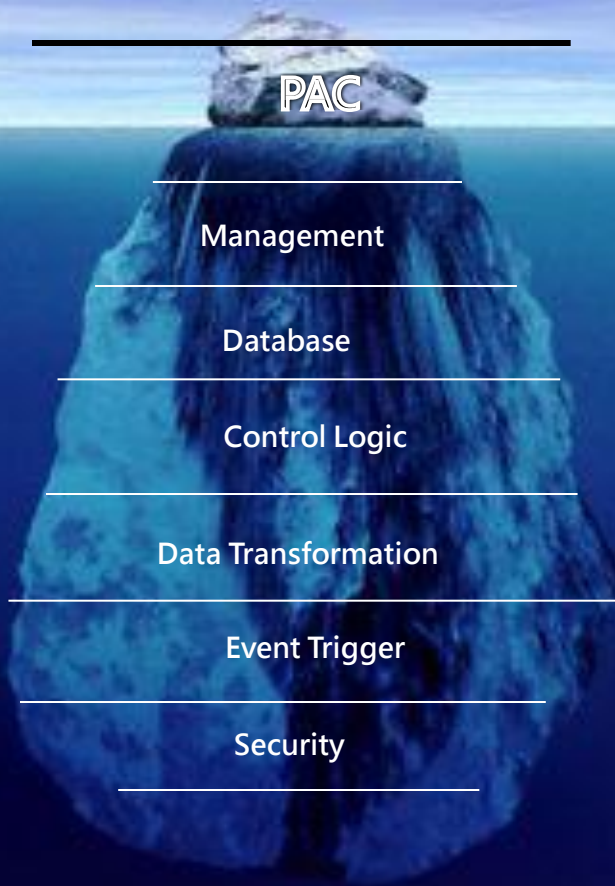 PAC
Management
Database
Control Logic
Data Transformation
Event Trigger
Security